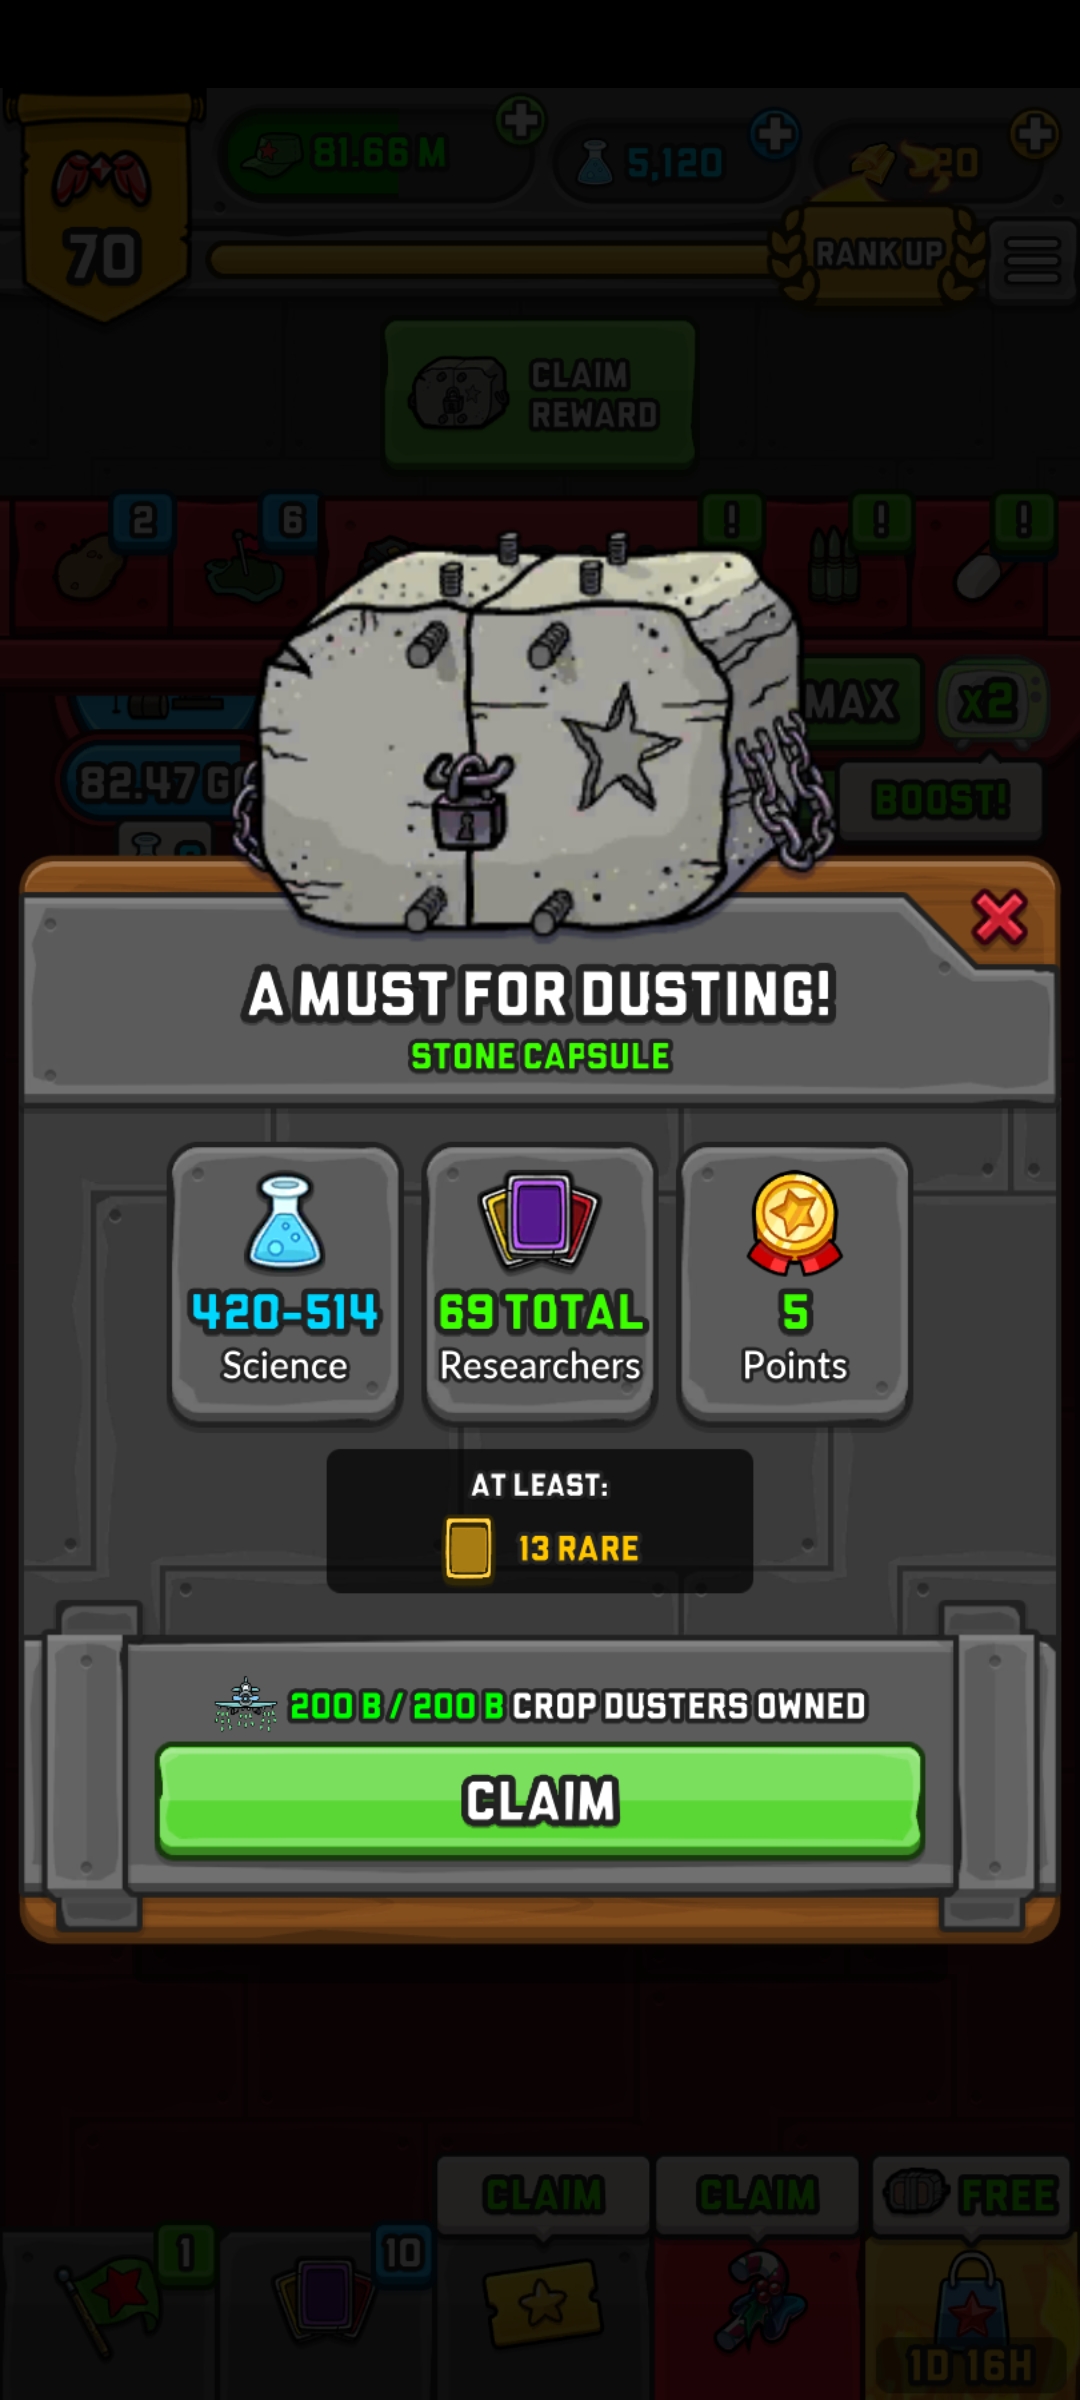 81.66 M
5,120
70
RANK UP
CLAIM
REWARD
2
6
!
!
!
MAX
x2
82.47 G
BOOST!
A MUST FOR DUSTING!
STONE CAPSULE
420-514
Science
69 TOTAL
Researchers
5
Points
AT LEAST:
13 RARE
200 B / 200 B CROP DUSTERS OWNED
CLAIM
CLAIM
CLAIM
FREE
1
10
1D 16H